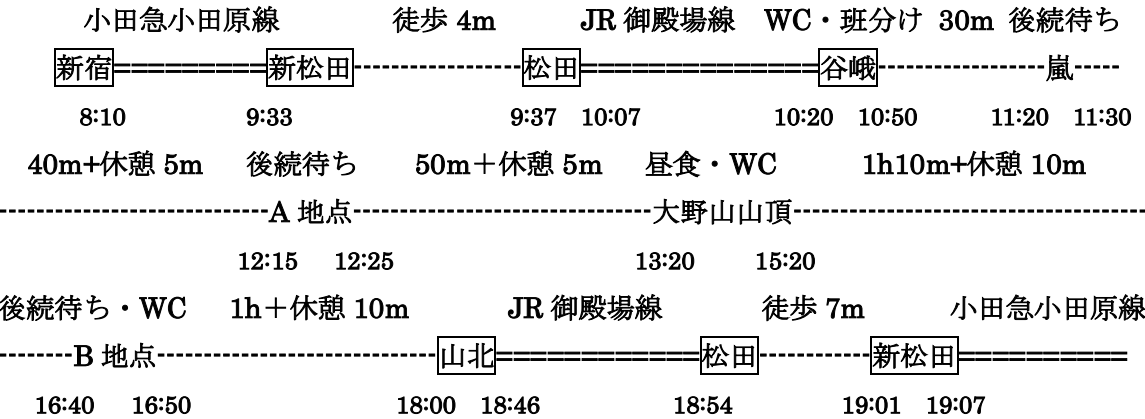 小田急小田原線 徒歩 4m JR 御殿場線 WC・班分け 30m 後続待ち
新宿==========新松田----------------松田===============谷峨----------------嵐-----
8:10 9:33 9:37 10:07 10:20 10:50 11:20 11:30
40m+休憩 5m 後続待ち 50m＋休憩 5m 昼食・WC 1h10m+休憩 10m
-------------------------A 地点----------------------------大野山山頂---------------------------------
12:15 12:25 13:20 15:20
後続待ち・WC 1h＋休憩 10m JR 御殿場線 徒歩 7m 小田急小田原線
-------B 地点--------------------------山北=============松田----------新松田===========
16:40 16:50 18:00 18:46 18:54 19:01 19:07